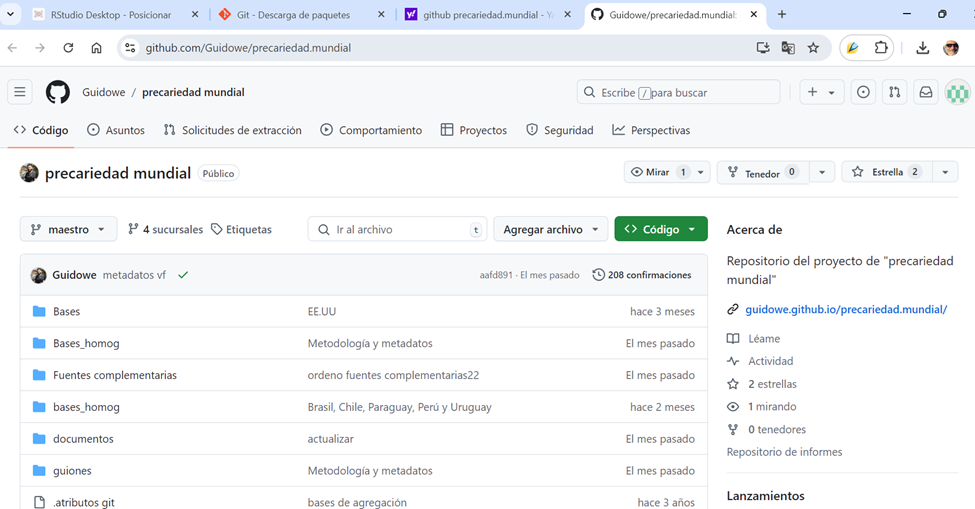 RStudio Desktop - Posicionar
Git - Descarga de paquetes
github precariedad.mundial - Ya
Guidowe/precariedad.mundial:
github.com/Guidowe/precariedad.mundial
Guidowe / precariedad mundial
Escribe / para buscar
Código Asuntos Solicitudes de extracción Comportamiento Proyectos Seguridad Perspectivas
precariedad mundial Público
Mirar 1 Tenedor 0 Estrella 2
maestro 4 sucursales Etiquetas Ir al archivo t Agregar archivo Código
Guidowe metadatos vf aafd891 · El mes pasado 208 confirmaciones
Bases EE.UU hace 3 meses
Bases_homog Metodología y metadatos El mes pasado
Fuentes complementarias ordeno fuentes complementarias22 El mes pasado
bases_homog Brasil, Chile, Paraguay, Perú y Uruguay hace 2 meses
documentos actualizar El mes pasado
guiones Metodología y metadatos El mes pasado
.atributos git bases de agregación hace 3 años
Acerca de
Repositorio del proyecto de "precariedad
mundial"
guidowe.github.io/precariedad.mundial/
Léame
Actividad
2 estrellas
1 mirando
0 tenedores
Repositorio de informes
Lanzamientos